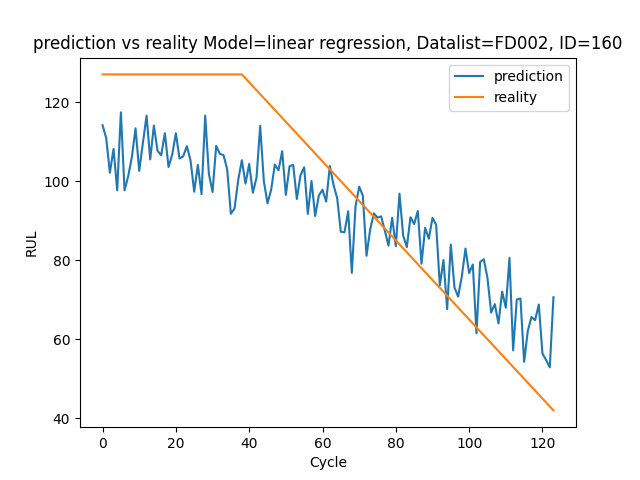 prediction vs reality Model=linear regression, Datalist=FD002, ID=160
prediction
reality
120
100
80
60
40
RUL
0 20 40 60 80 100 120
Cycle